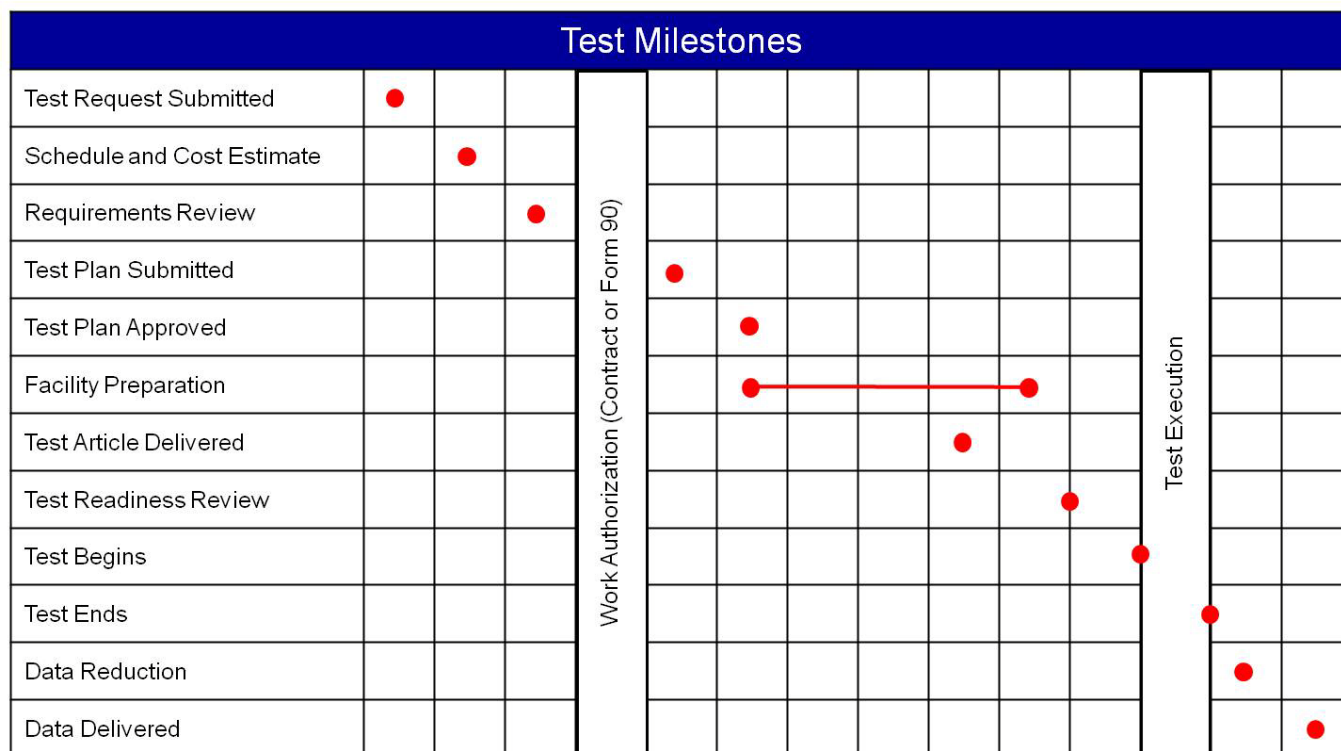 Test Milestones
Test Request Submitted
Schedule and Cost Estimate
Requirements Review
Test Plan Submitted
Test Plan Approved
Facility Preparation
Test Article Delivered
Test Readiness Review
Test Begins
Test Ends
Data Reduction
Data Delivered
Work Authorization (Contract or Form 90)
Test Execution